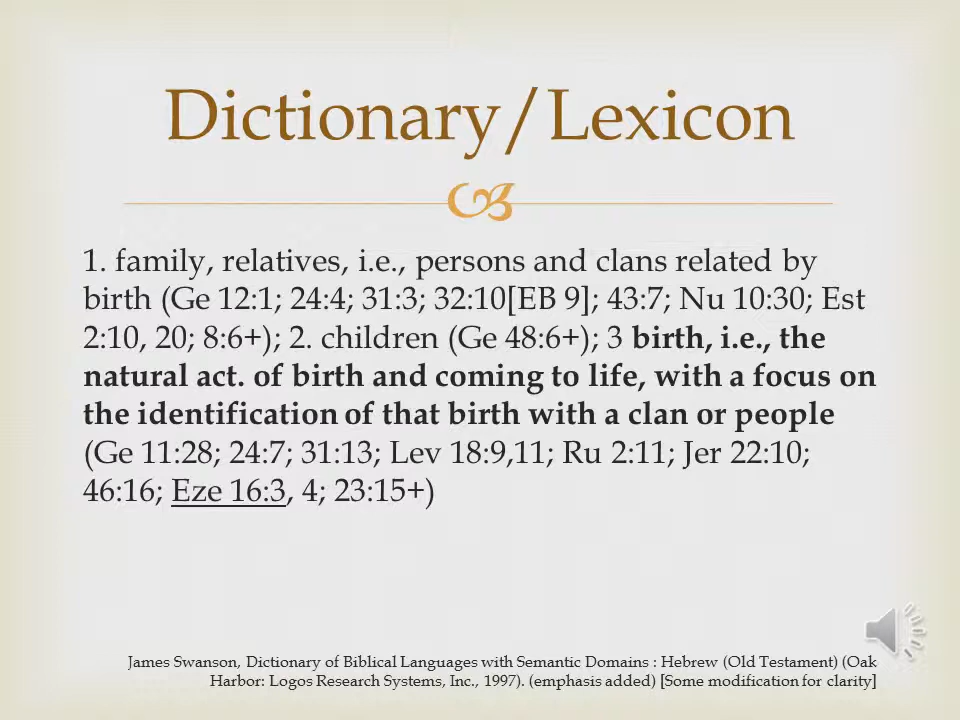 Dictionary/Lexicon
1. family, relatives, i.e., persons and clans related by
birth (Ge 12:1; 24:4; 31:3; 32:10[EB 9]; 43:7; Nu 10:30; Est
2:10, 20; 8:6+); 2. children (Ge 48:6+); 3 birth, i.e., the
natural act. of birth and coming to life, with a focus on
the identification of that birth with a clan or people
(Ge 11:28; 24:7; 31:13; Lev 18:9,11; Ru 2:11; Jer 22:10;
46:16; Eze 16:3, 4; 23:15+)
James Swanson, Dictionary of Biblical Languages with Semantic Domains : Hebrew (Old Testament) (Oak
Harbor: Logos Research Systems, Inc., 1997). (emphasis added) [Some modification for clarity]